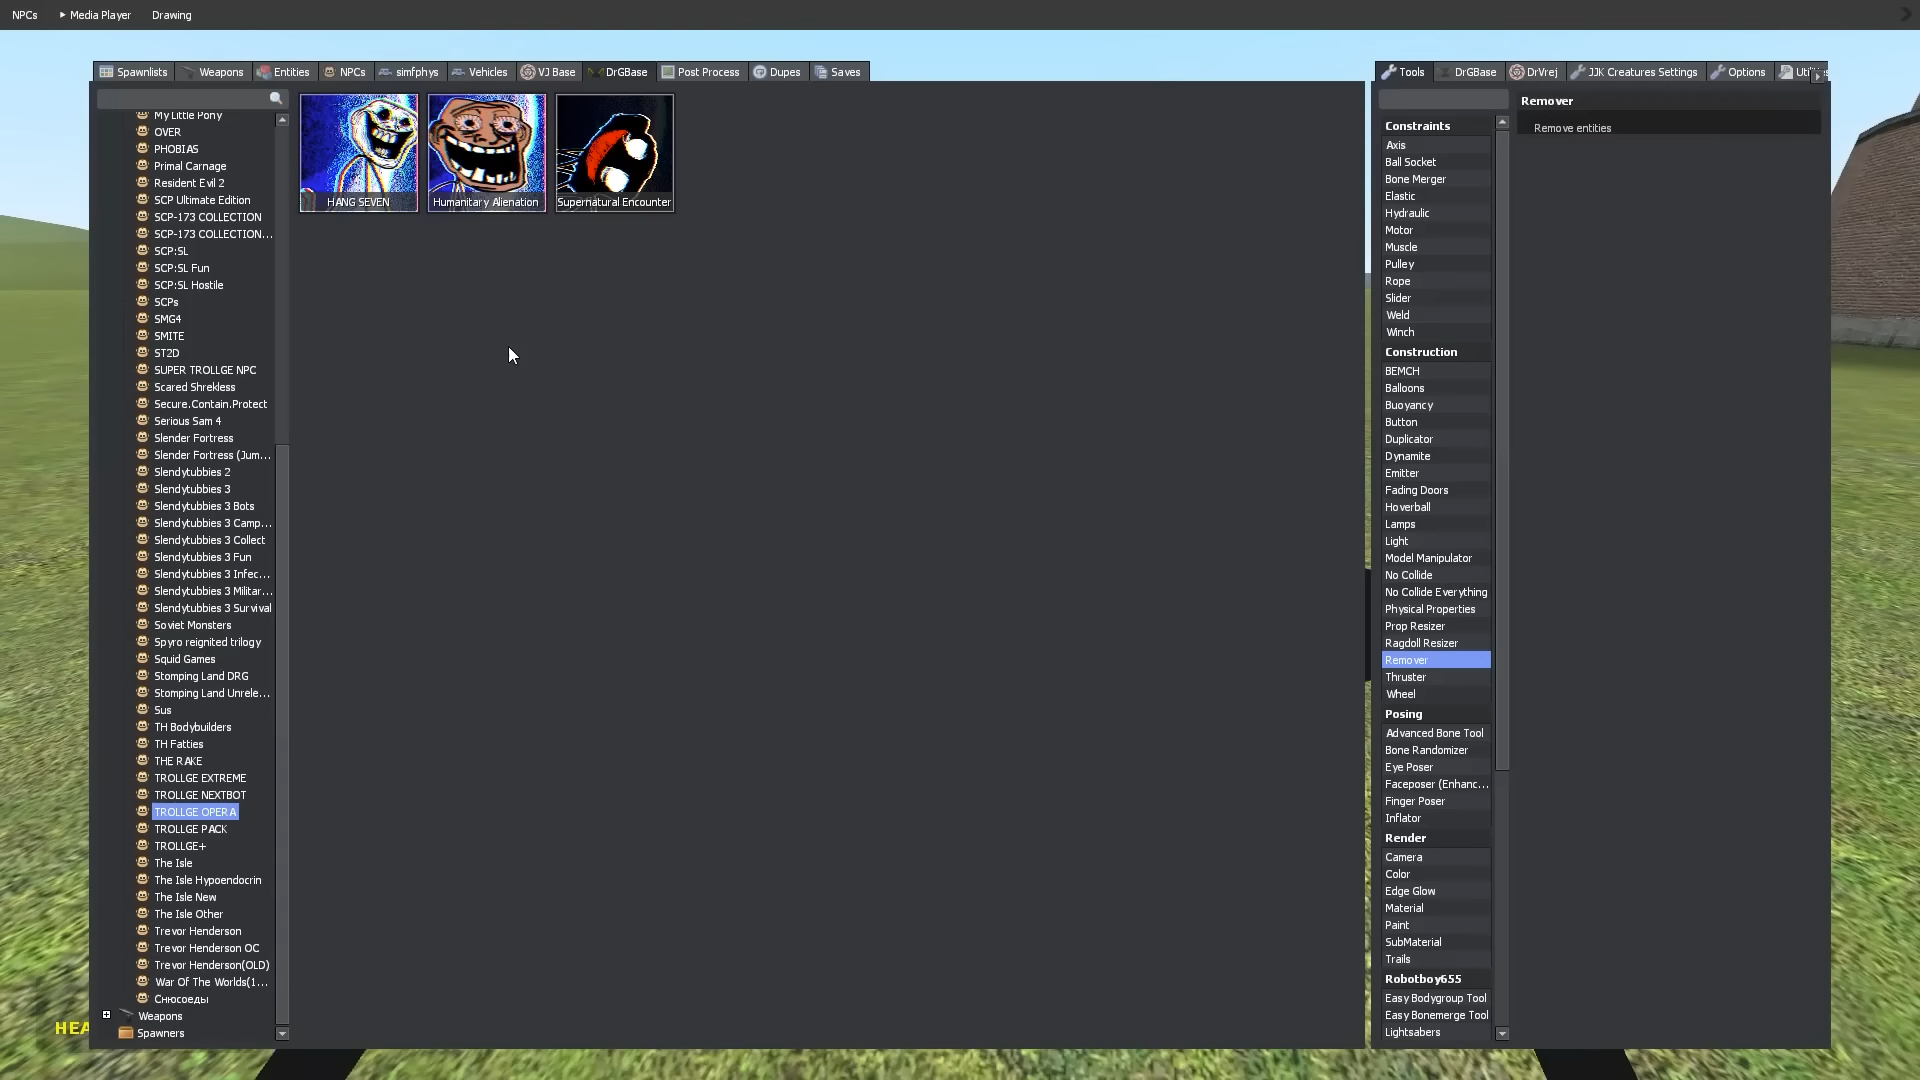 NPCs
Media Player
Drawing
Spawnlists
Weapons
Entities
NPCs
simfphys
Vehicles
VJ Base
DrGBase
Post Process
Dupes
Saves
My Little Pony
OVER
PHOBIAS
Primal Carnage
Resident Evil 2
SCP Ultimate Edition
SCP-173 COLLECTION
SCP-173 COLLECTION...
SCP:SL
SCP:SL Fun
SCP:SL Hostile
SCPs
SMG4
SMITE
ST2D
SUPER TROLLGE NPC
Scared Shrekless
Secure.Contain.Protect
Serious Sam 4
Slender Fortress
Slender Fortress (Jum...
Slendytubbies 2
Slendytubbies 3
Slendytubbies 3 Bots
Slendytubbies 3 Camp...
Slendytubbies 3 Collect
Slendytubbies 3 Fun
Slendytubbies 3 Infec...
Slendytubbies 3 Militar...
Slendytubbies 3 Survival
Soviet Monsters
Spyro reignited trilogy
Squid Games
Stomping Land DRG
Stomping Land Unrele...
Sus
TH Bodybuilders
TH Fatties
THE RAKE
TROLLGE EXTREME
TROLLGE NEXTBOT
TROLLGE OPERA
TROLLGE PACK
TROLLGE+
The Isle
The Isle Hypoendocrin
The Isle New
The Isle Other
Trevor Henderson
Trevor Henderson OC
Trevor Henderson(OLD)
War Of The Worlds(1...
Снюсоеды
Weapons
Spawners
HEA
HANG SEVEN
Humanitary Alienation
Supernatural Encounter
Tools
DrGBase
DrVrej
JJK Creatures Settings
Options
Uti
Constraints
Axis
Ball Socket
Bone Merger
Elastic
Hydraulic
Motor
Muscle
Pulley
Rope
Slider
Weld
Winch
Construction
BEMCH
Balloons
Buoyancy
Button
Duplicator
Dynamite
Emitter
Fading Doors
Hoverball
Lamps
Light
Model Manipulator
No Collide
No Collide Everything
Physical Properties
Prop Resizer
Ragdoll Resizer
Remover
Thruster
Wheel
Posing
Advanced Bone Tool
Bone Randomizer
Eye Poser
Faceposer (Enhanc...
Finger Poser
Inflator
Render
Camera
Color
Edge Glow
Material
Paint
SubMaterial
Trails
Robotboy655
Easy Bodygroup Tool
Easy Bonemerge Tool
Lightsabers
Remover
Remove entities